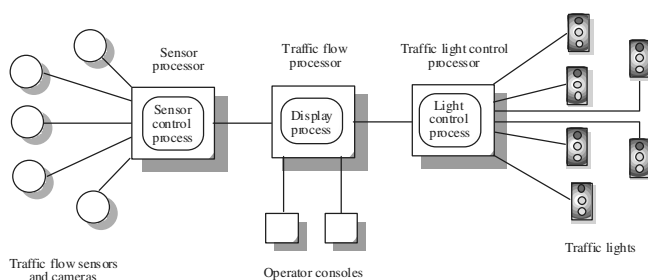 Sensor
processor
Traffic flow
processor
Traffic light control
processor
Sensor
control
process
Display
process
Light
control
process
Traffic flow sensors
and cameras
Operator consoles
Traffic lights